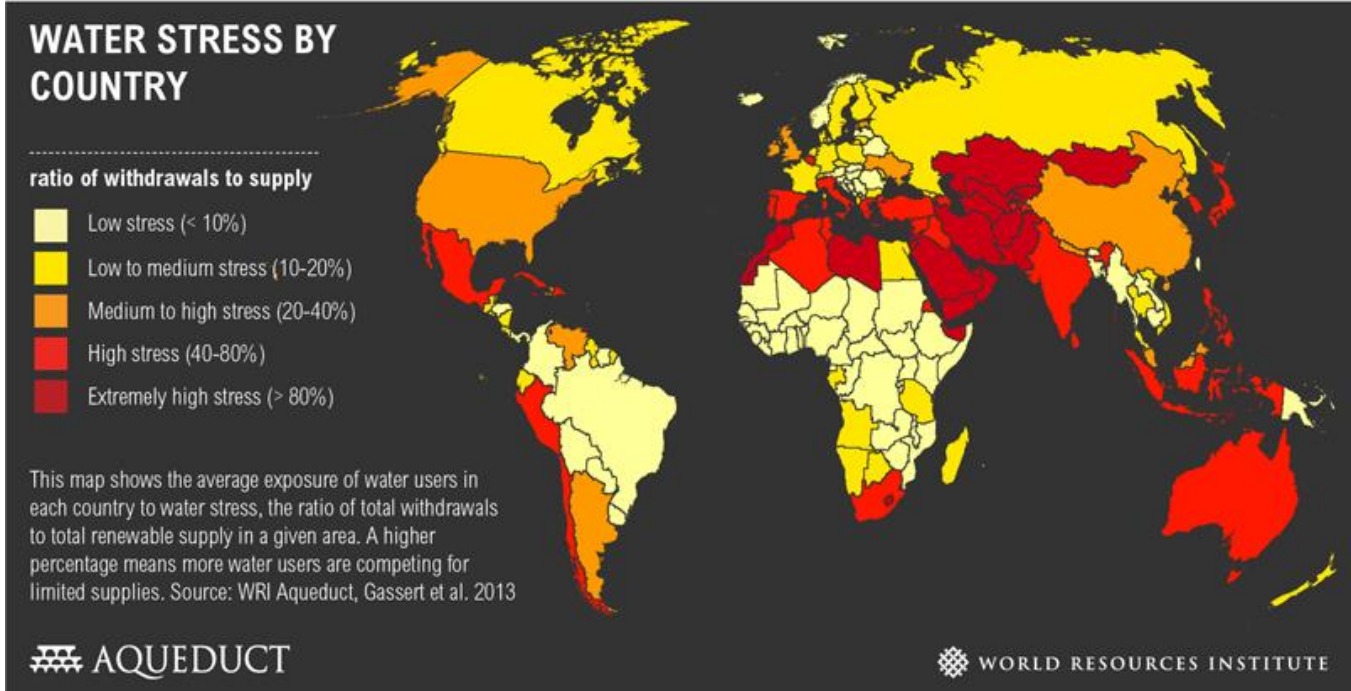 WATER STRESS BY
COUNTRY
ratio of withdrawals to supply
Low stress (< 10%)
Low to medium stress (10-20%)
Medium to high stress (20-40%)
High stress (40-80%)
Extremely high stress (> 80%)
This map shows the average exposure of water users in
each country to water stress, the ratio of total withdrawals
to total renewable supply in a given area. A higher
percentage means more water users are competing for
limited supplies. Source: WRI Aqueduct, Gassert et al. 2013
AQUEDUCT
WORLD RESOURCES INSTITUTE